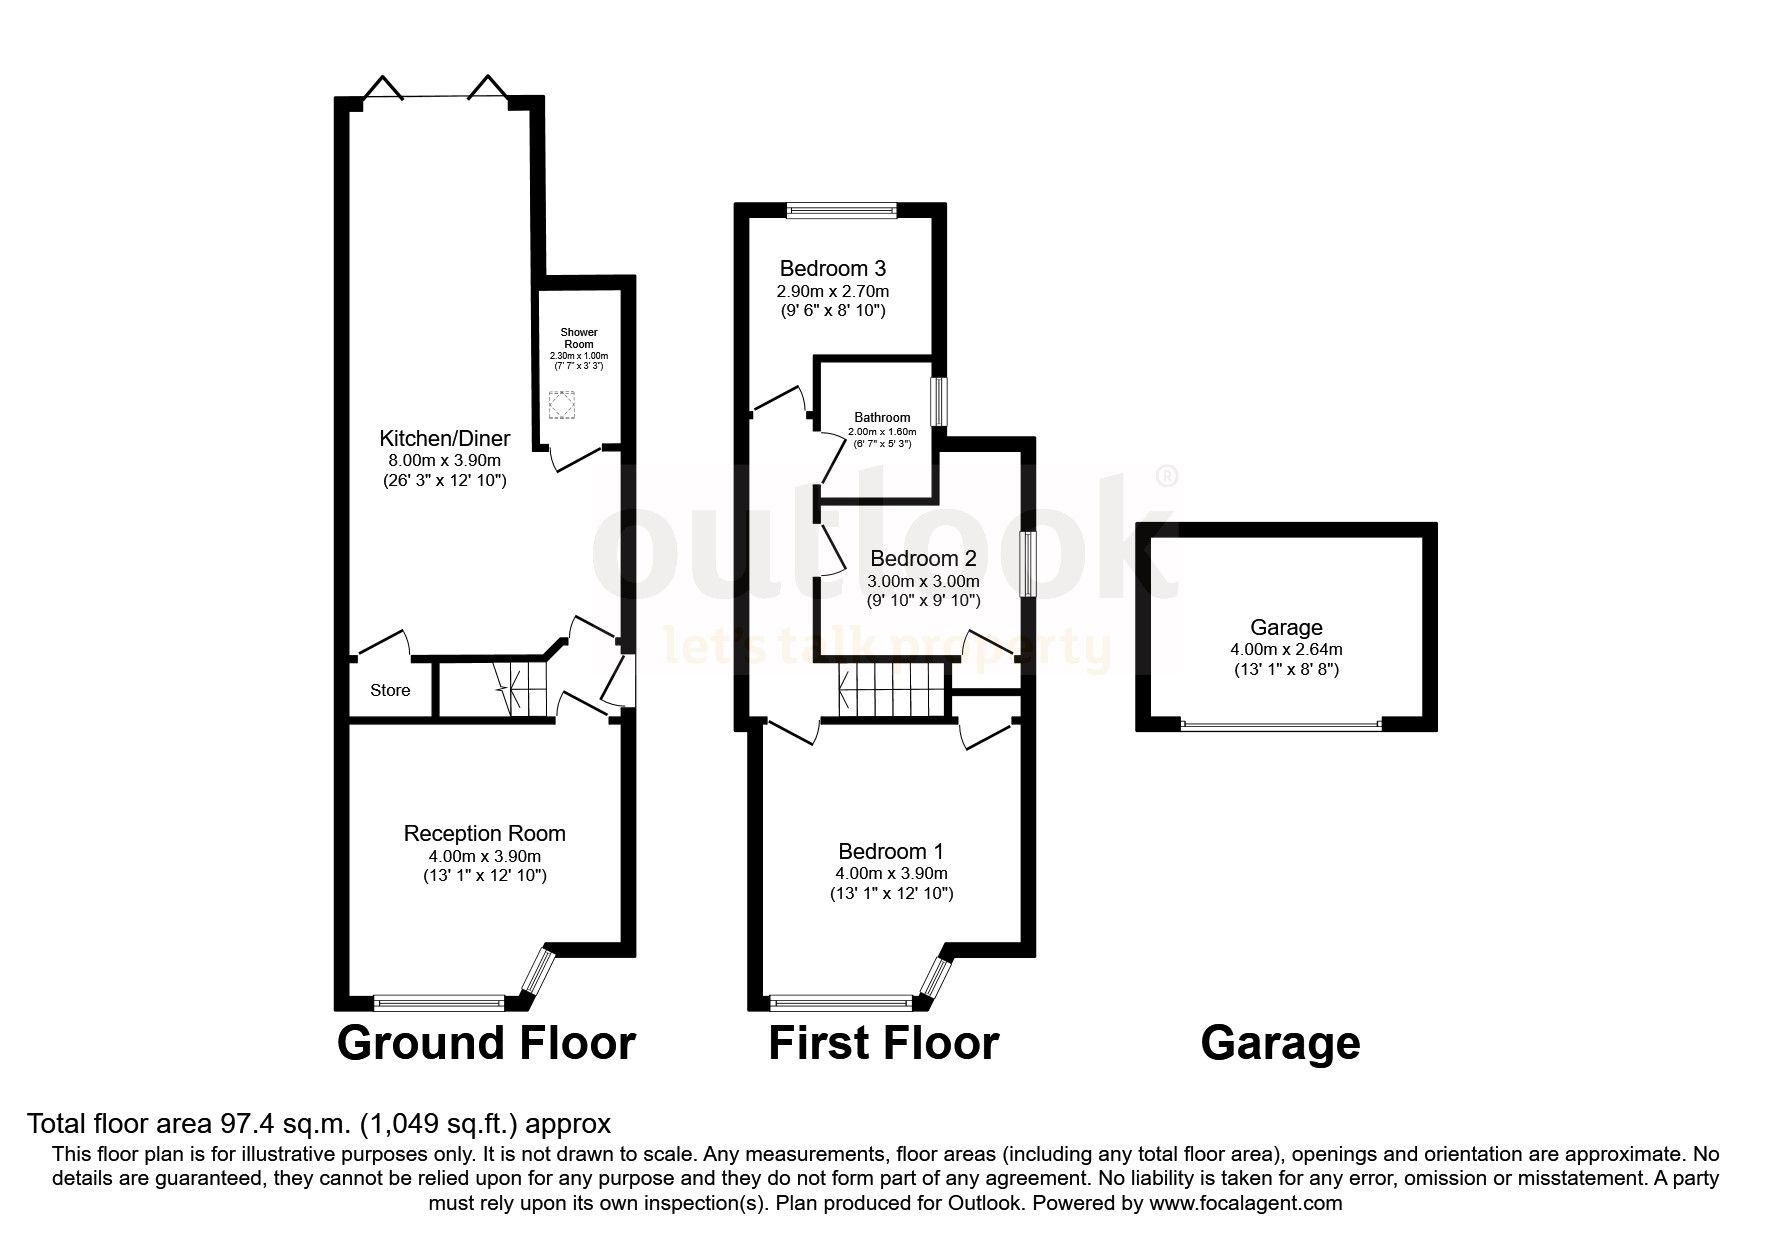 Kitchen/Diner
8.00m x 3.90m
(26' 3" x 12' 10")
Shower
Room
2.30m x 1.00m
(7' 7" x 3' 3")
Store
Reception Room
4.00m x 3.90m
(13' 1" x 12' 10")
Ground Floor
Bedroom 3
2.90m x 2.70m
(9' 6" x 8' 10")
Bathroom
2.00m x 1.60m
(6' 7" x 5' 3")
Bedroom 2
3.00m x 3.00m
(9' 10" x 9' 10")
Bedroom 1
4.00m x 3.90m
(13' 1" x 12' 10")
First Floor
outlook®
let's talk property
Garage
4.00m x 2.64m
(13' 1" x 8' 8")
Garage
Total floor area 97.4 sq.m. (1,049 sq.ft.) approx
This floor plan is for illustrative purposes only. It is not drawn to scale. Any measurements, floor areas (including any total floor area), openings and orientation are approximate. No
details are guaranteed, they cannot be relied upon for any purpose and they do not form part of any agreement. No liability is taken for any error, omission or misstatement. A party
must rely upon its own inspection(s). Plan produced for Outlook. Powered by www.focalagent.com